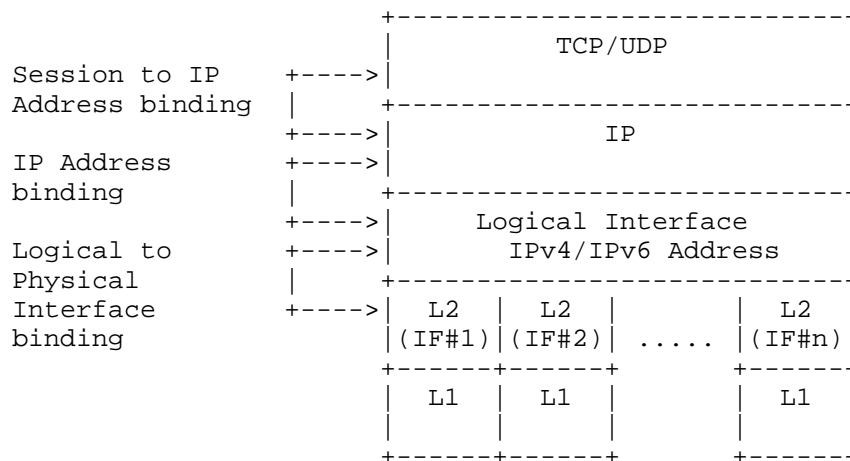 TCP/UDP
Session to IP
Address binding
IP
IP Address
binding
Logical Interface
Logical to IPv4/IPv6 Address
Physical
Interface L2 L2 L2
binding (IF#1) (IF#2) ..... (IF#n)
L1 L1 L1